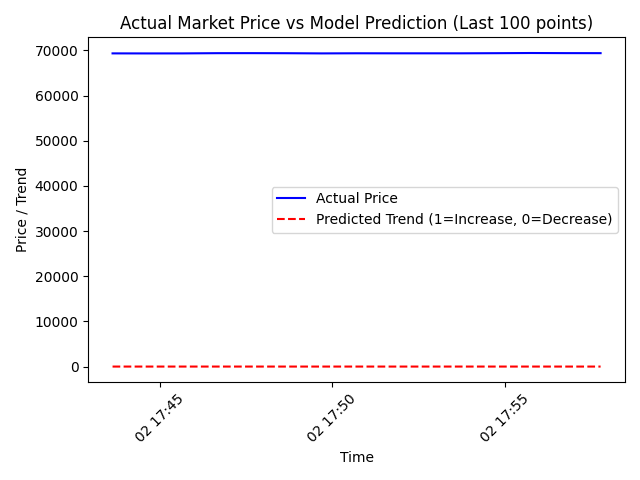 Actual Market Price vs Model Prediction (Last 100 points)
70000
60000
50000
40000
30000
20000
10000
0
Price / Trend
Actual Price
Predicted Trend (1=Increase, 0=Decrease)
02 17:45
02 17:50
02 17:55
Time